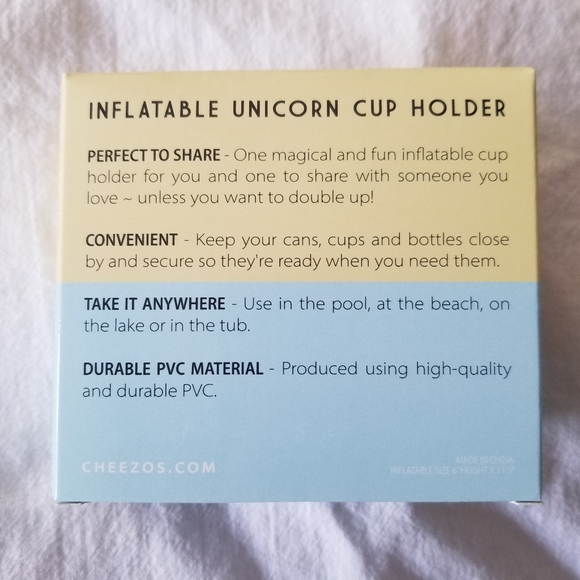 INFLATABLE UNICORN CUP HOLDER
PERFECT TO SHARE - One magical and fun inflatable cup
holder for you and one to share with someone you
love ~ unless you want to double up!
CONVENIENT - Keep your cans, cups and bottles close
by and secure so they're ready when you need them.
TAKE IT ANYWHERE - Use in the pool, at the beach, on
the lake or in the tub.
DURABLE PVC MATERIAL - Produced using high-quality
and durable PVC.
CHEEZOS.COM
MADE IN CHINA
INFLATABLE SIZE 6" HEIGHT X